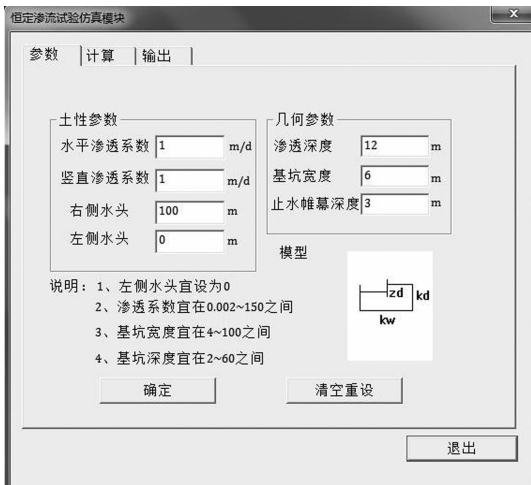 恒定渗流试验仿真模块
x
参数 计算 输出
土性参数
水平渗透系数 1 m/d
竖直渗透系数 1 m/d
右侧水头 100 m
左侧水头 0 m
几何参数
渗透深度 12 m
基坑宽度 6 m
止水帷幕深度 3 m
模型
zd kd
kw
说明：1、左侧水头宜设为0
2、渗透系数宜在0.002~150之间
3、基坑宽度宜在4~100之间
4、基坑深度宜在2~60之间
确定 清空重设
退出